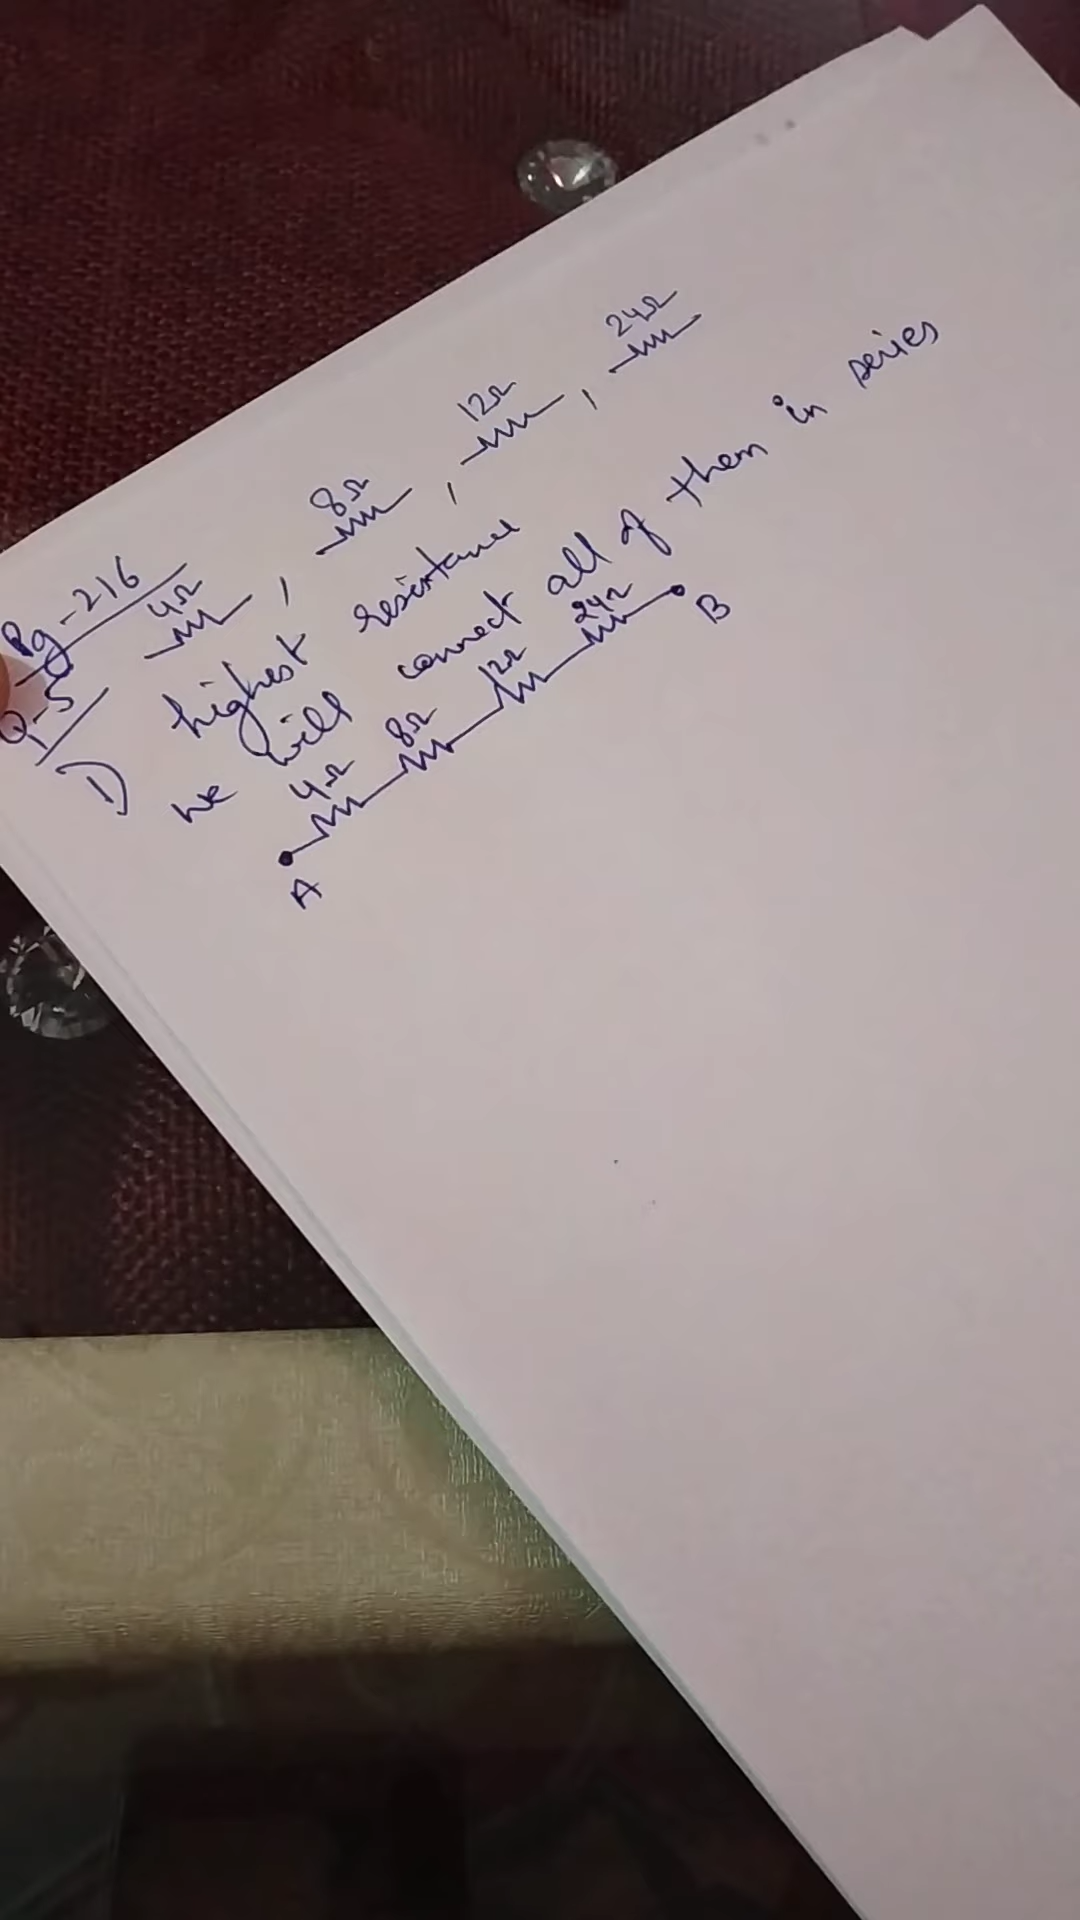 Pg-216
Q-5
4Ω , 8Ω , 12Ω , 24Ω
1) highest resistance
we will connect all of them in series
4Ω 8Ω 12Ω 24Ω
A B